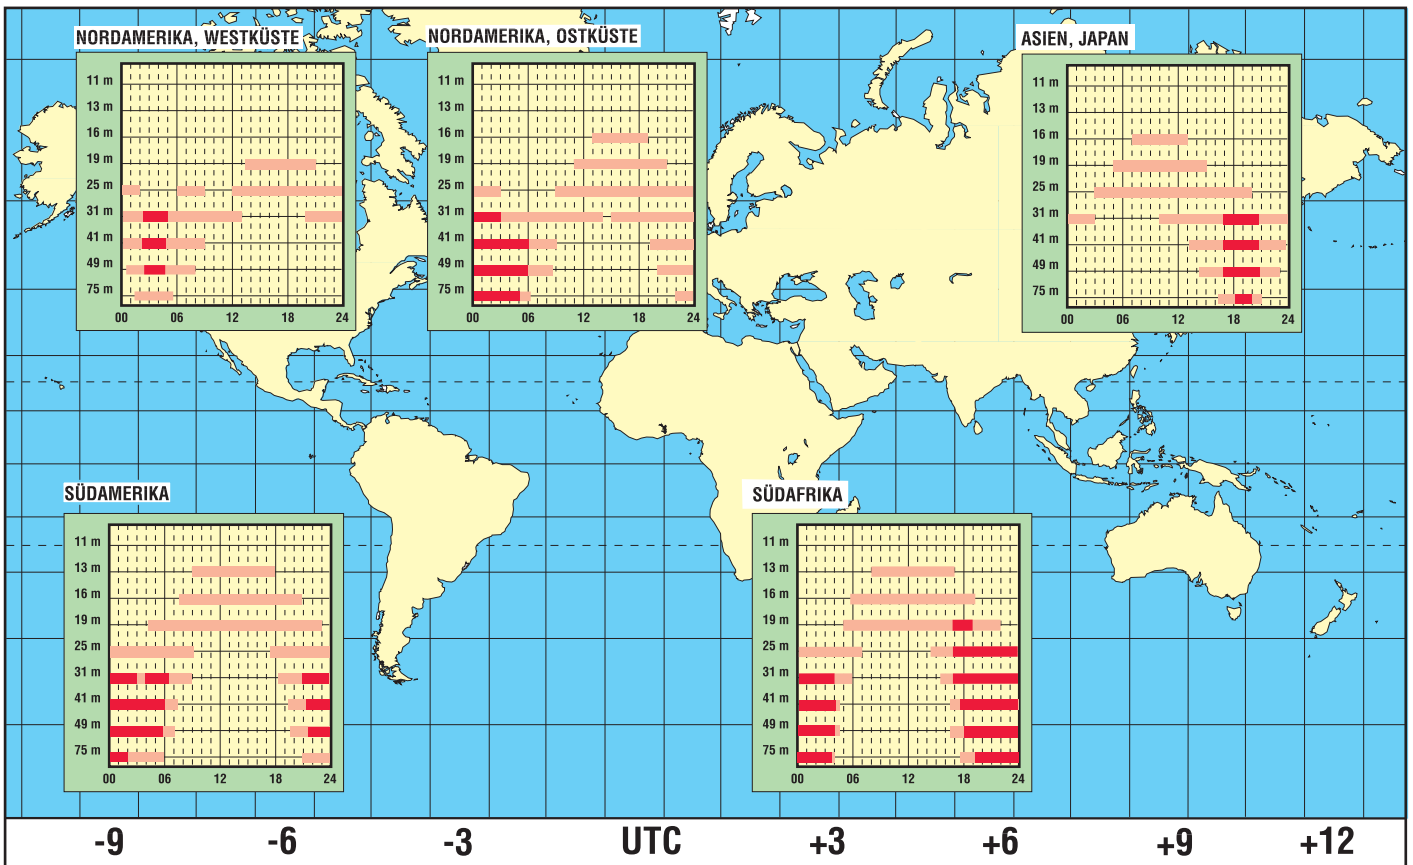 NORDAMERIKA, WESTKÜSTE
11 m
13 m
16 m
19 m
25 m
31 m
41 m
49 m
75 m
00 06 12 18 24
NORDAMERIKA, OSTKÜSTE
11 m
13 m
16 m
19 m
25 m
31 m
41 m
49 m
75 m
00 06 12 18 24
ASIEN, JAPAN
11 m
13 m
16 m
19 m
25 m
31 m
41 m
49 m
75 m
00 06 12 18 24
SÜDAMERIKA
11 m
13 m
16 m
19 m
25 m
31 m
41 m
49 m
75 m
00 06 12 18 24
SÜDAFRIKA
11 m
13 m
16 m
19 m
25 m
31 m
41 m
49 m
75 m
00 06 12 18 24
-9 -6 -3 UTC +3 +6 +9 +12